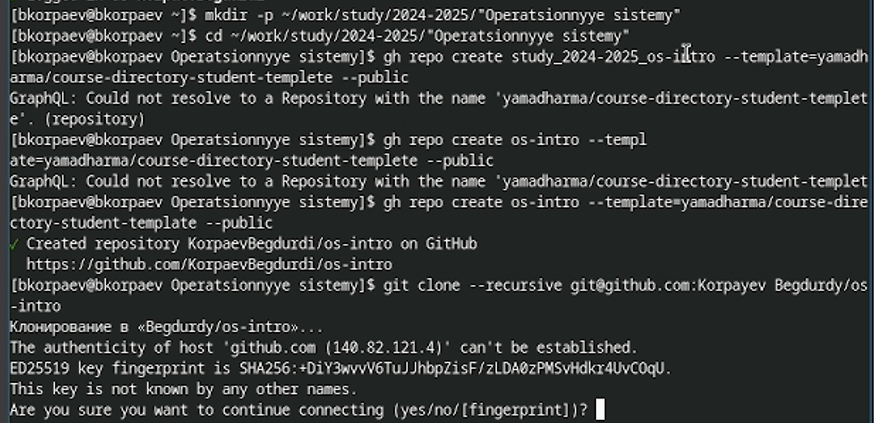 [bkorpaev@bkorpaev ~]$ mkdir -p ~/work/study/2024-2025/"Operatsionnyye sistemy"
[bkorpaev@bkorpaev ~]$ cd ~/work/study/2024-2025/"Operatsionnyye sistemy"
[bkorpaev@bkorpaev Operatsionnyye sistemy]$ gh repo create study_2024-2025_os-intro --template=yamadh
arma/course-directory-student-templete --public
GraphQL: Could not resolve to a Repository with the name 'yamadharma/course-directory-student-templet
e'. (repository)
[bkorpaev@bkorpaev Operatsionnyye sistemy]$ gh repo create os-intro --templ
ate=yamadharma/course-directory-student-templete --public
GraphQL: Could not resolve to a Repository with the name 'yamadharma/course-directory-student-templet
[bkorpaev@bkorpaev Operatsionnyye sistemy]$ gh repo create os-intro --template=yamadharma/course-dire
ctory-student-template --public
✓ Created repository KorpaevBegdurdi/os-intro on GitHub
https://github.com/KorpaevBegdurdi/os-intro
[bkorpaev@bkorpaev Operatsionnyye sistemy]$ git clone --recursive git@github.com:Korpayev Begdurdy/os
-intro
Клонирование в «Begdurdy/os-intro»...
The authenticity of host 'github.com (140.82.121.4)' can't be established.
ED25519 key fingerprint is SHA256:+DiY3wvvV6TuJJhbpZisF/zLDA0zPMSvHdkr4UvCOqU.
This key is not known by any other names.
Are you sure you want to continue connecting (yes/no/[fingerprint])?